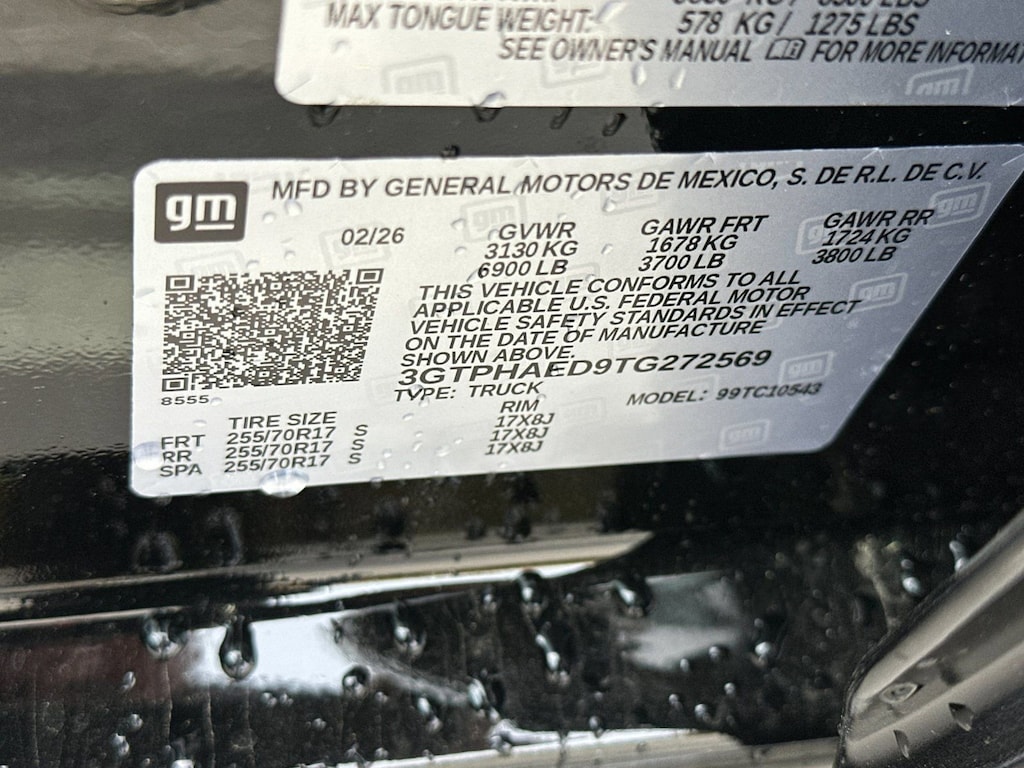 MAX TONGUE WEIGHT: 578 KG / 1275 LBS
SEE OWNER'S MANUAL FOR MORE
gm
MFD BY GENERAL MOTORS DE MEXICO, S. DE R.L. DE C.V.
02/26
GVWR GAWR FRT GAWR RR
3130 KG 1678 KG 1724 KG
6900 LB 3700 LB 3800 LB
THIS VEHICLE CONFORMS TO ALL
APPLICABLE U.S. FEDERAL MOTOR
VEHICLE SAFETY STANDARDS IN EFFECT
ON THE DATE OF MANUFACTURE
SHOWN ABOVE.
3GTPHAED9TG272569
TYPE: TRUCK MODEL: 99TC10543
8555
TIRE SIZE RIM
FRT 255/70R17 S 17X8J
RR 255/70R17 S 17X8J
SPA 255/70R17 S 17X8J